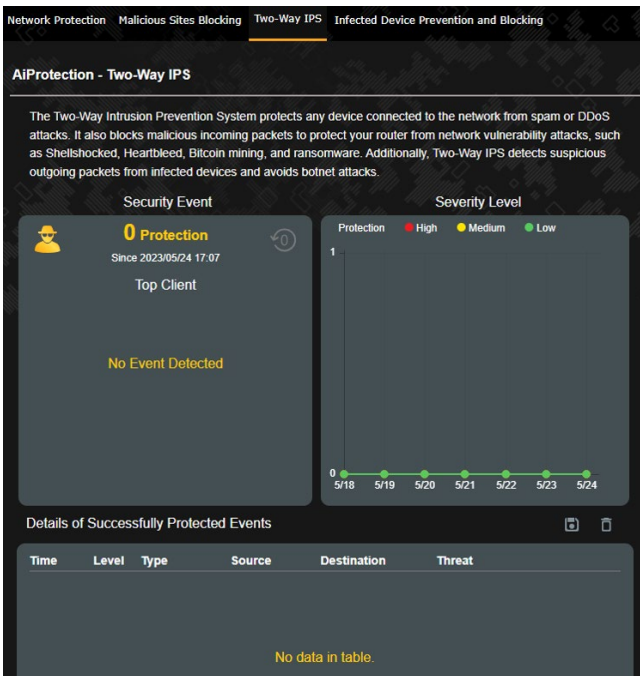 Network Protection Malicious Sites Blocking Two-Way IPS Infected Device Prevention and Blocking
AiProtection - Two-Way IPS
The Two-Way Intrusion Prevention System protects any device connected to the network from spam or DDoS
attacks. It also blocks malicious incoming packets to protect your router from network vulnerability attacks, such
as Shellshocked, Heartbleed, Bitcoin mining, and ransomware. Additionally, Two-Way IPS detects suspicious
outgoing packets from infected devices and avoids botnet attacks.
Security Event
0 Protection
0
Since 2023/05/24 17:07
Top Client
No Event Detected
Severity Level
Protection High Medium Low
1
0
5/18 5/19 5/20 5/21 5/22 5/23 5/24
Details of Successfully Protected Events
Time Level Type Source Destination Threat
No data in table.